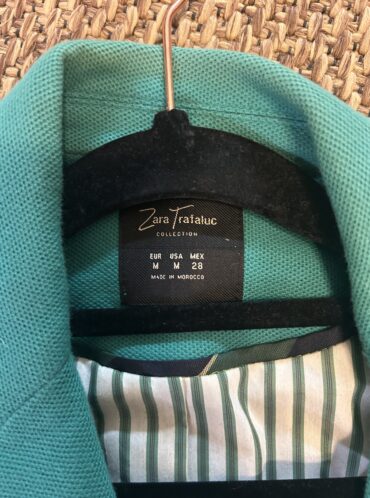 Zara Trafaluc
COLLECTION
EUR USA MEX
M M 28
MADE IN MOROCCO